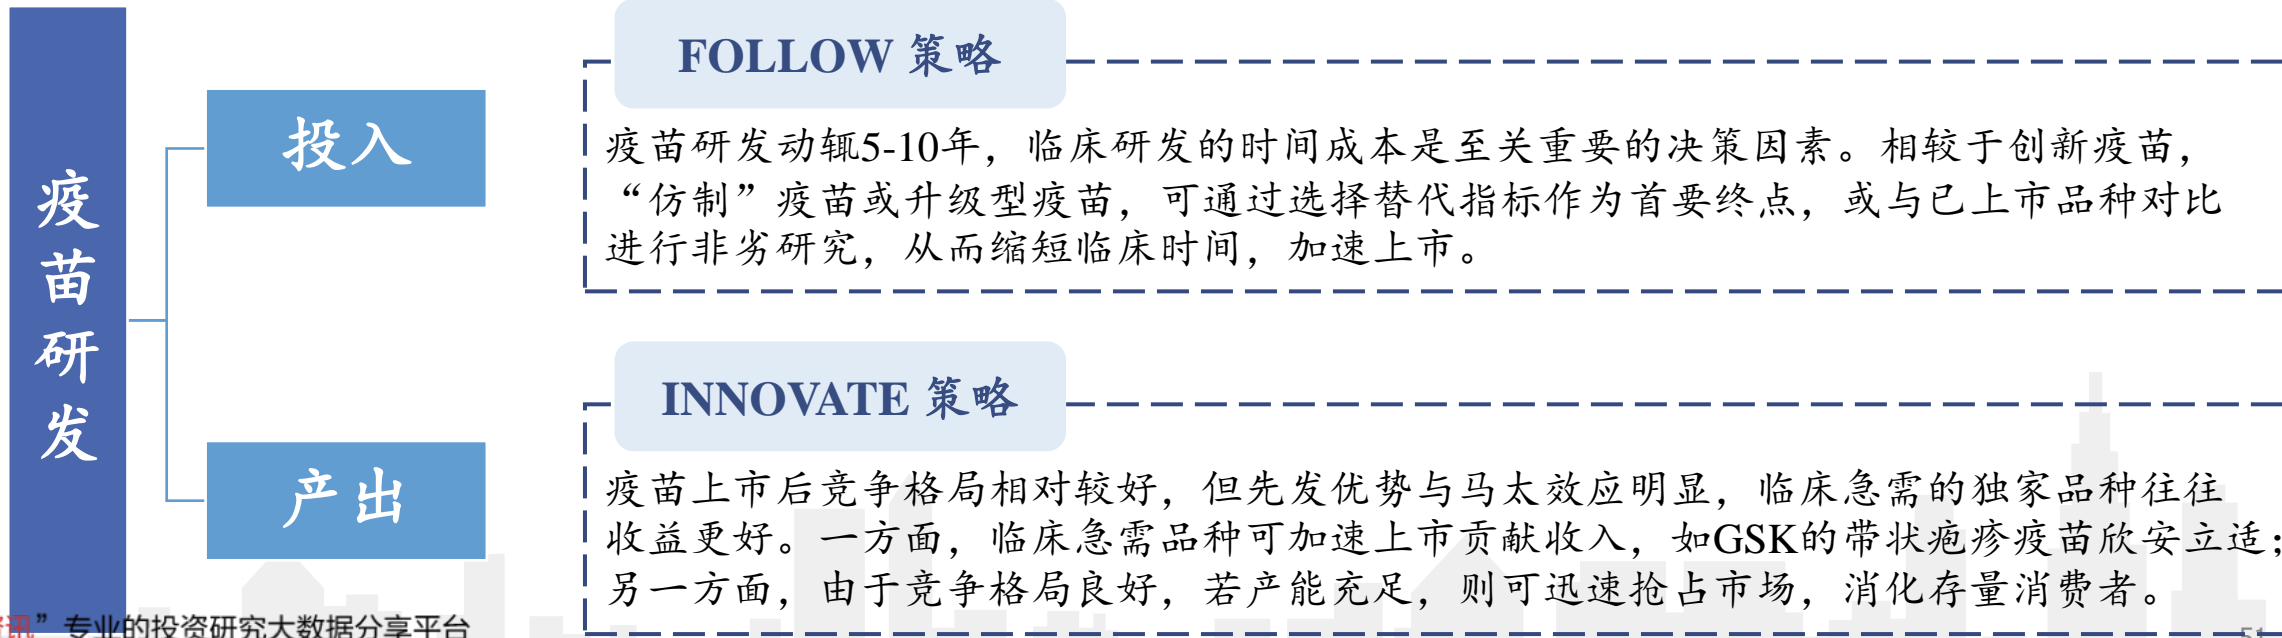 疫苗研发
投入
产出
FOLLOW 策略
疫苗研发动辄5-10年，临床研发的时间成本是至关重要的决策因素。相较于创新疫苗，
“仿制”疫苗或升级型疫苗，可通过选择替代指标作为首要终点，或与已上市品种对比
进行非劣研究，从而缩短临床时间，加速上市。
INNOVATE 策略
疫苗上市后竞争格局相对较好，但先发优势与马太效应明显，临床急需的独家品种往往
收益更好。一方面，临床急需品种可加速上市贡献收入，如GSK的带状疱疹疫苗欣安立适；
另一方面，由于竞争格局良好，若产能充足，则可迅速抢占市场，消化存量消费者。
讯”专业的投资研究大数据分享平台
51